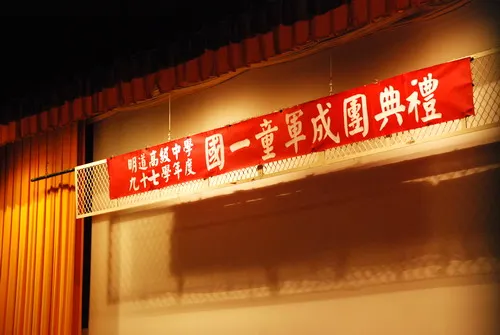 明道高級中學
九十七學年度
國一童軍成團典禮